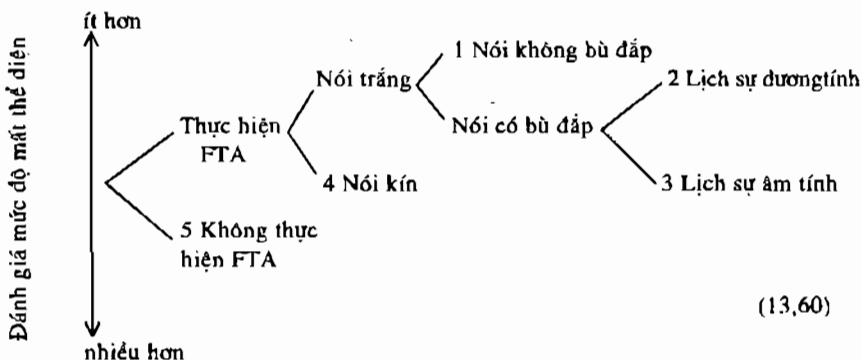 ít hơn
Đánh giá mức độ mất thể diện
1 Nói không bù đắp
Nói trắng
2 Lịch sự dươngtính
Thực hiện
FTA
Nói có bù đắp
4 Nói kín
3 Lịch sự âm tính
5 Không thực
hiện FTA
(13,60)
nhiều hơn